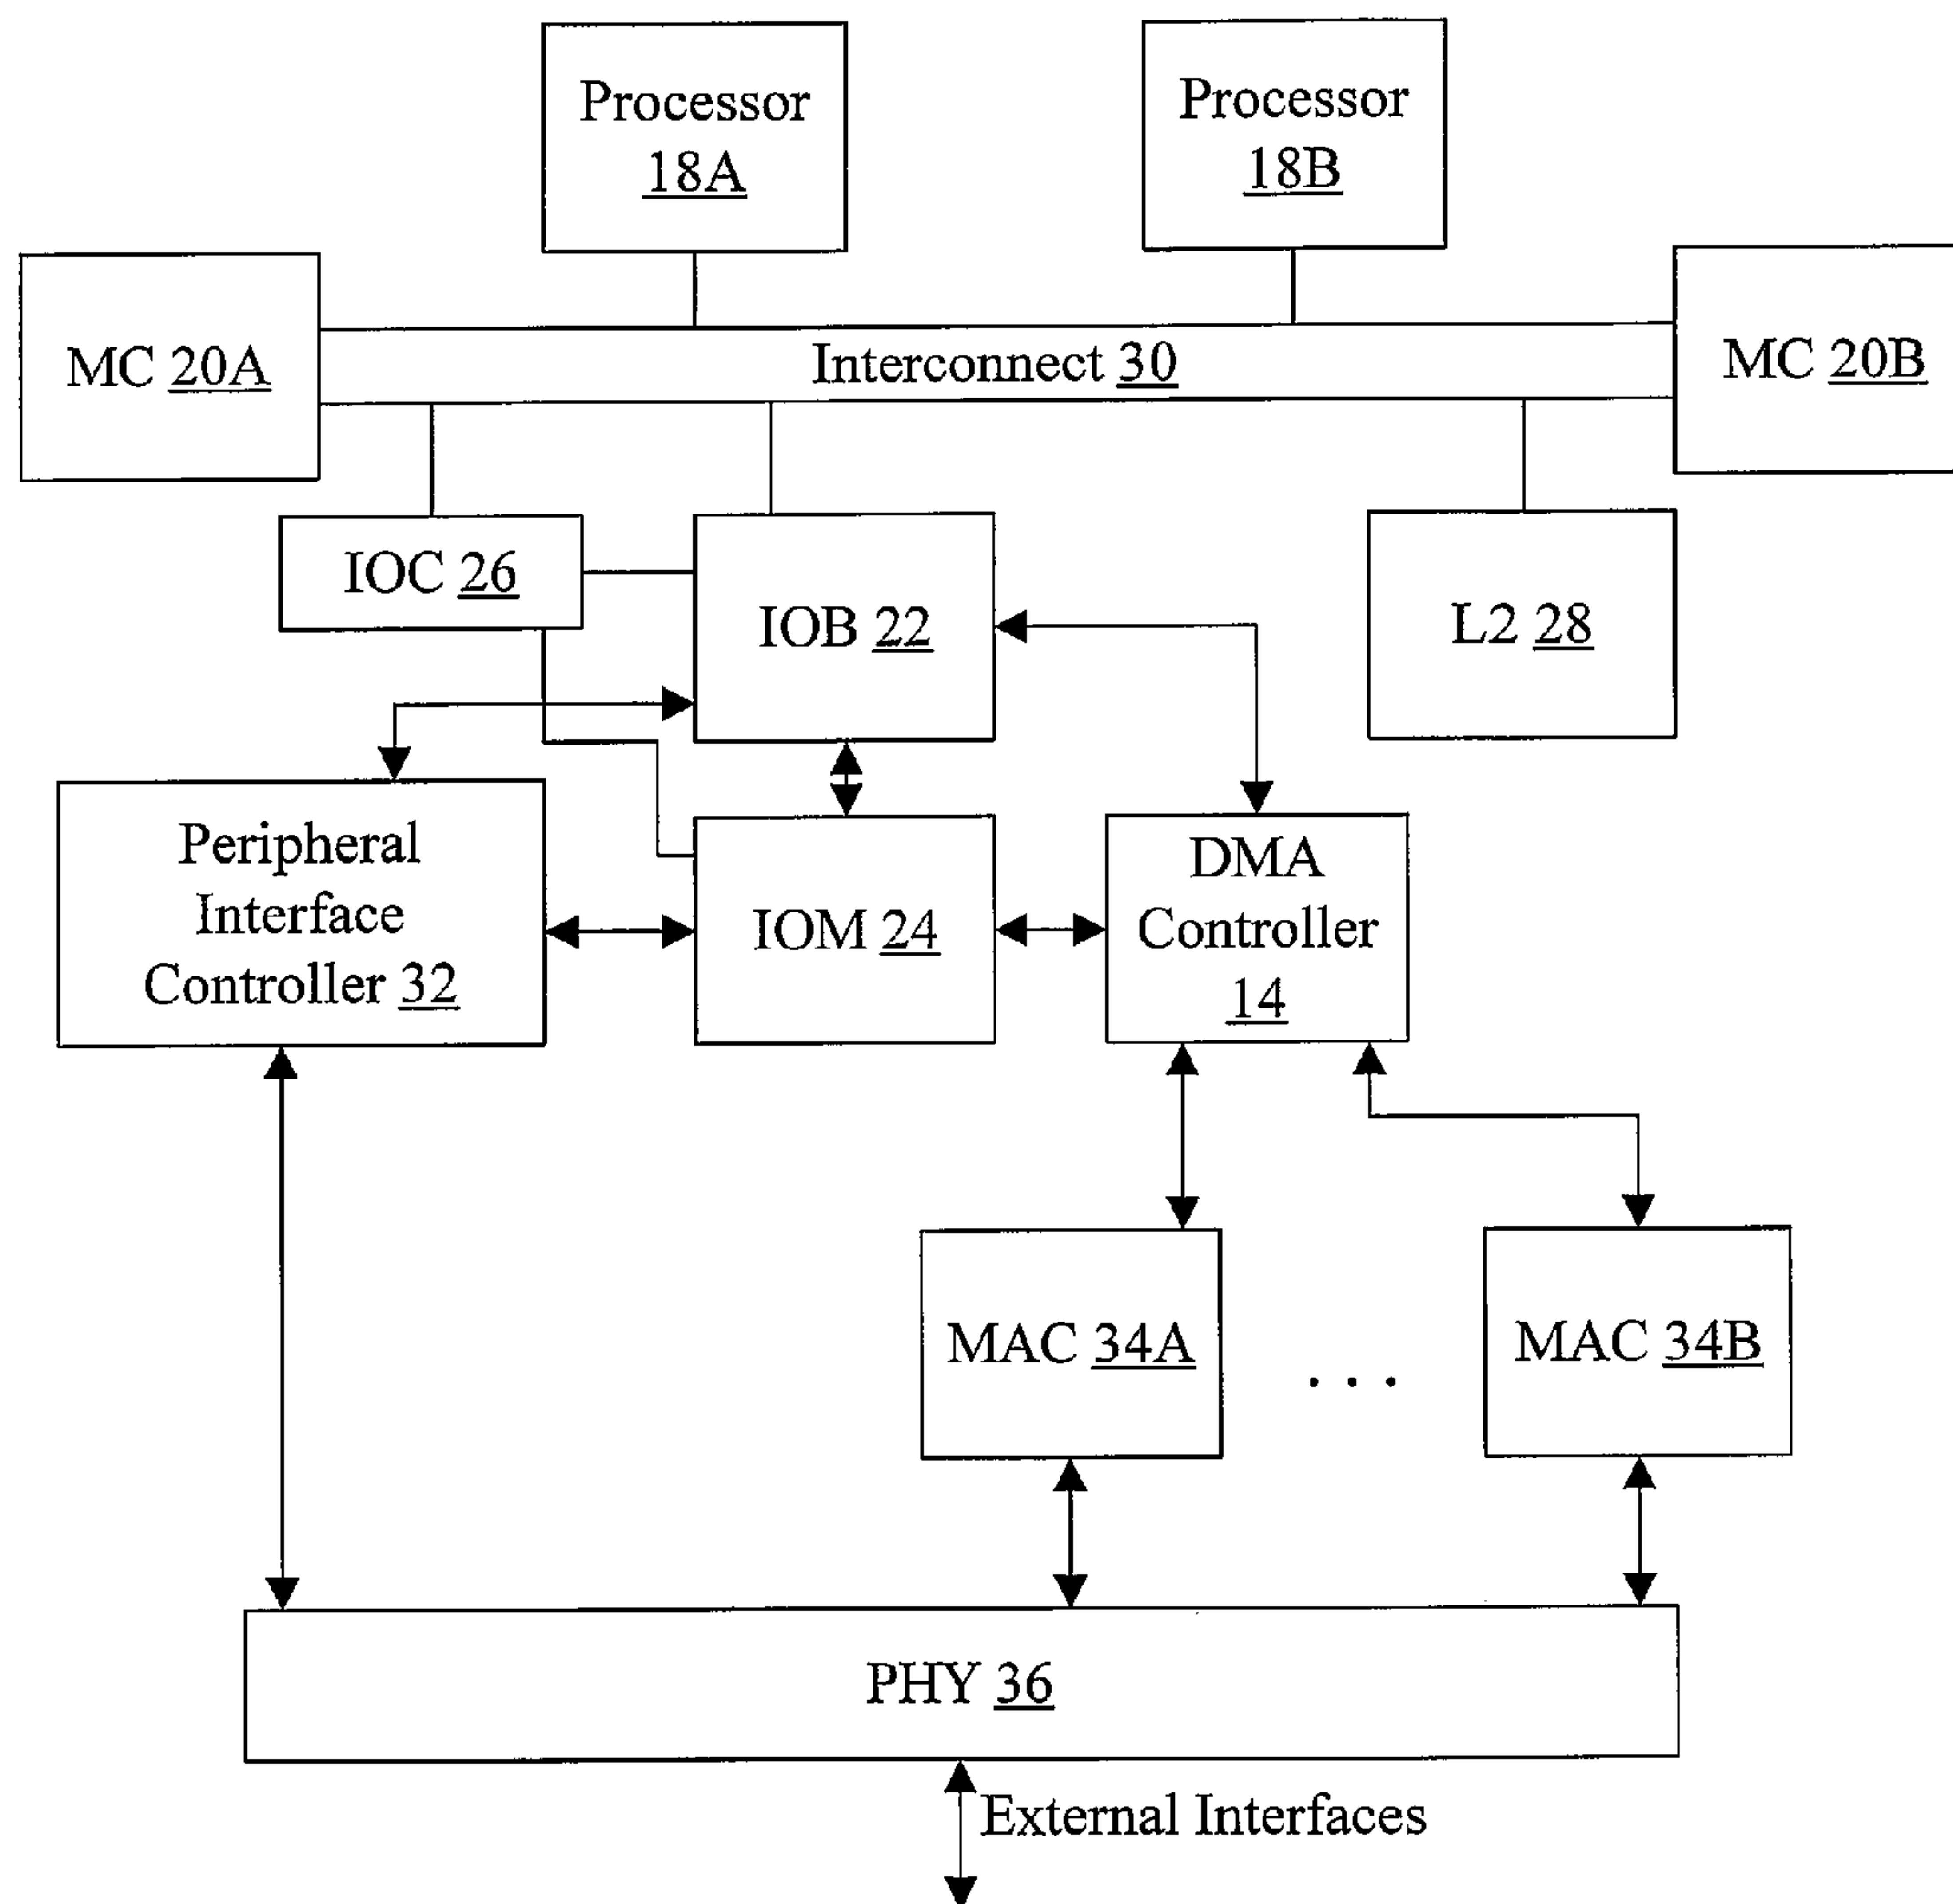 Processor
18A
Processor
18B
MC 20A
Interconnect 30
MC 20B
IOC 26
IOB 22
L2 28
Peripheral
Interface
Controller 32
IOM 24
DMA
Controller
14
MAC 34A
. . .
MAC 34B
PHY 36
External Interfaces